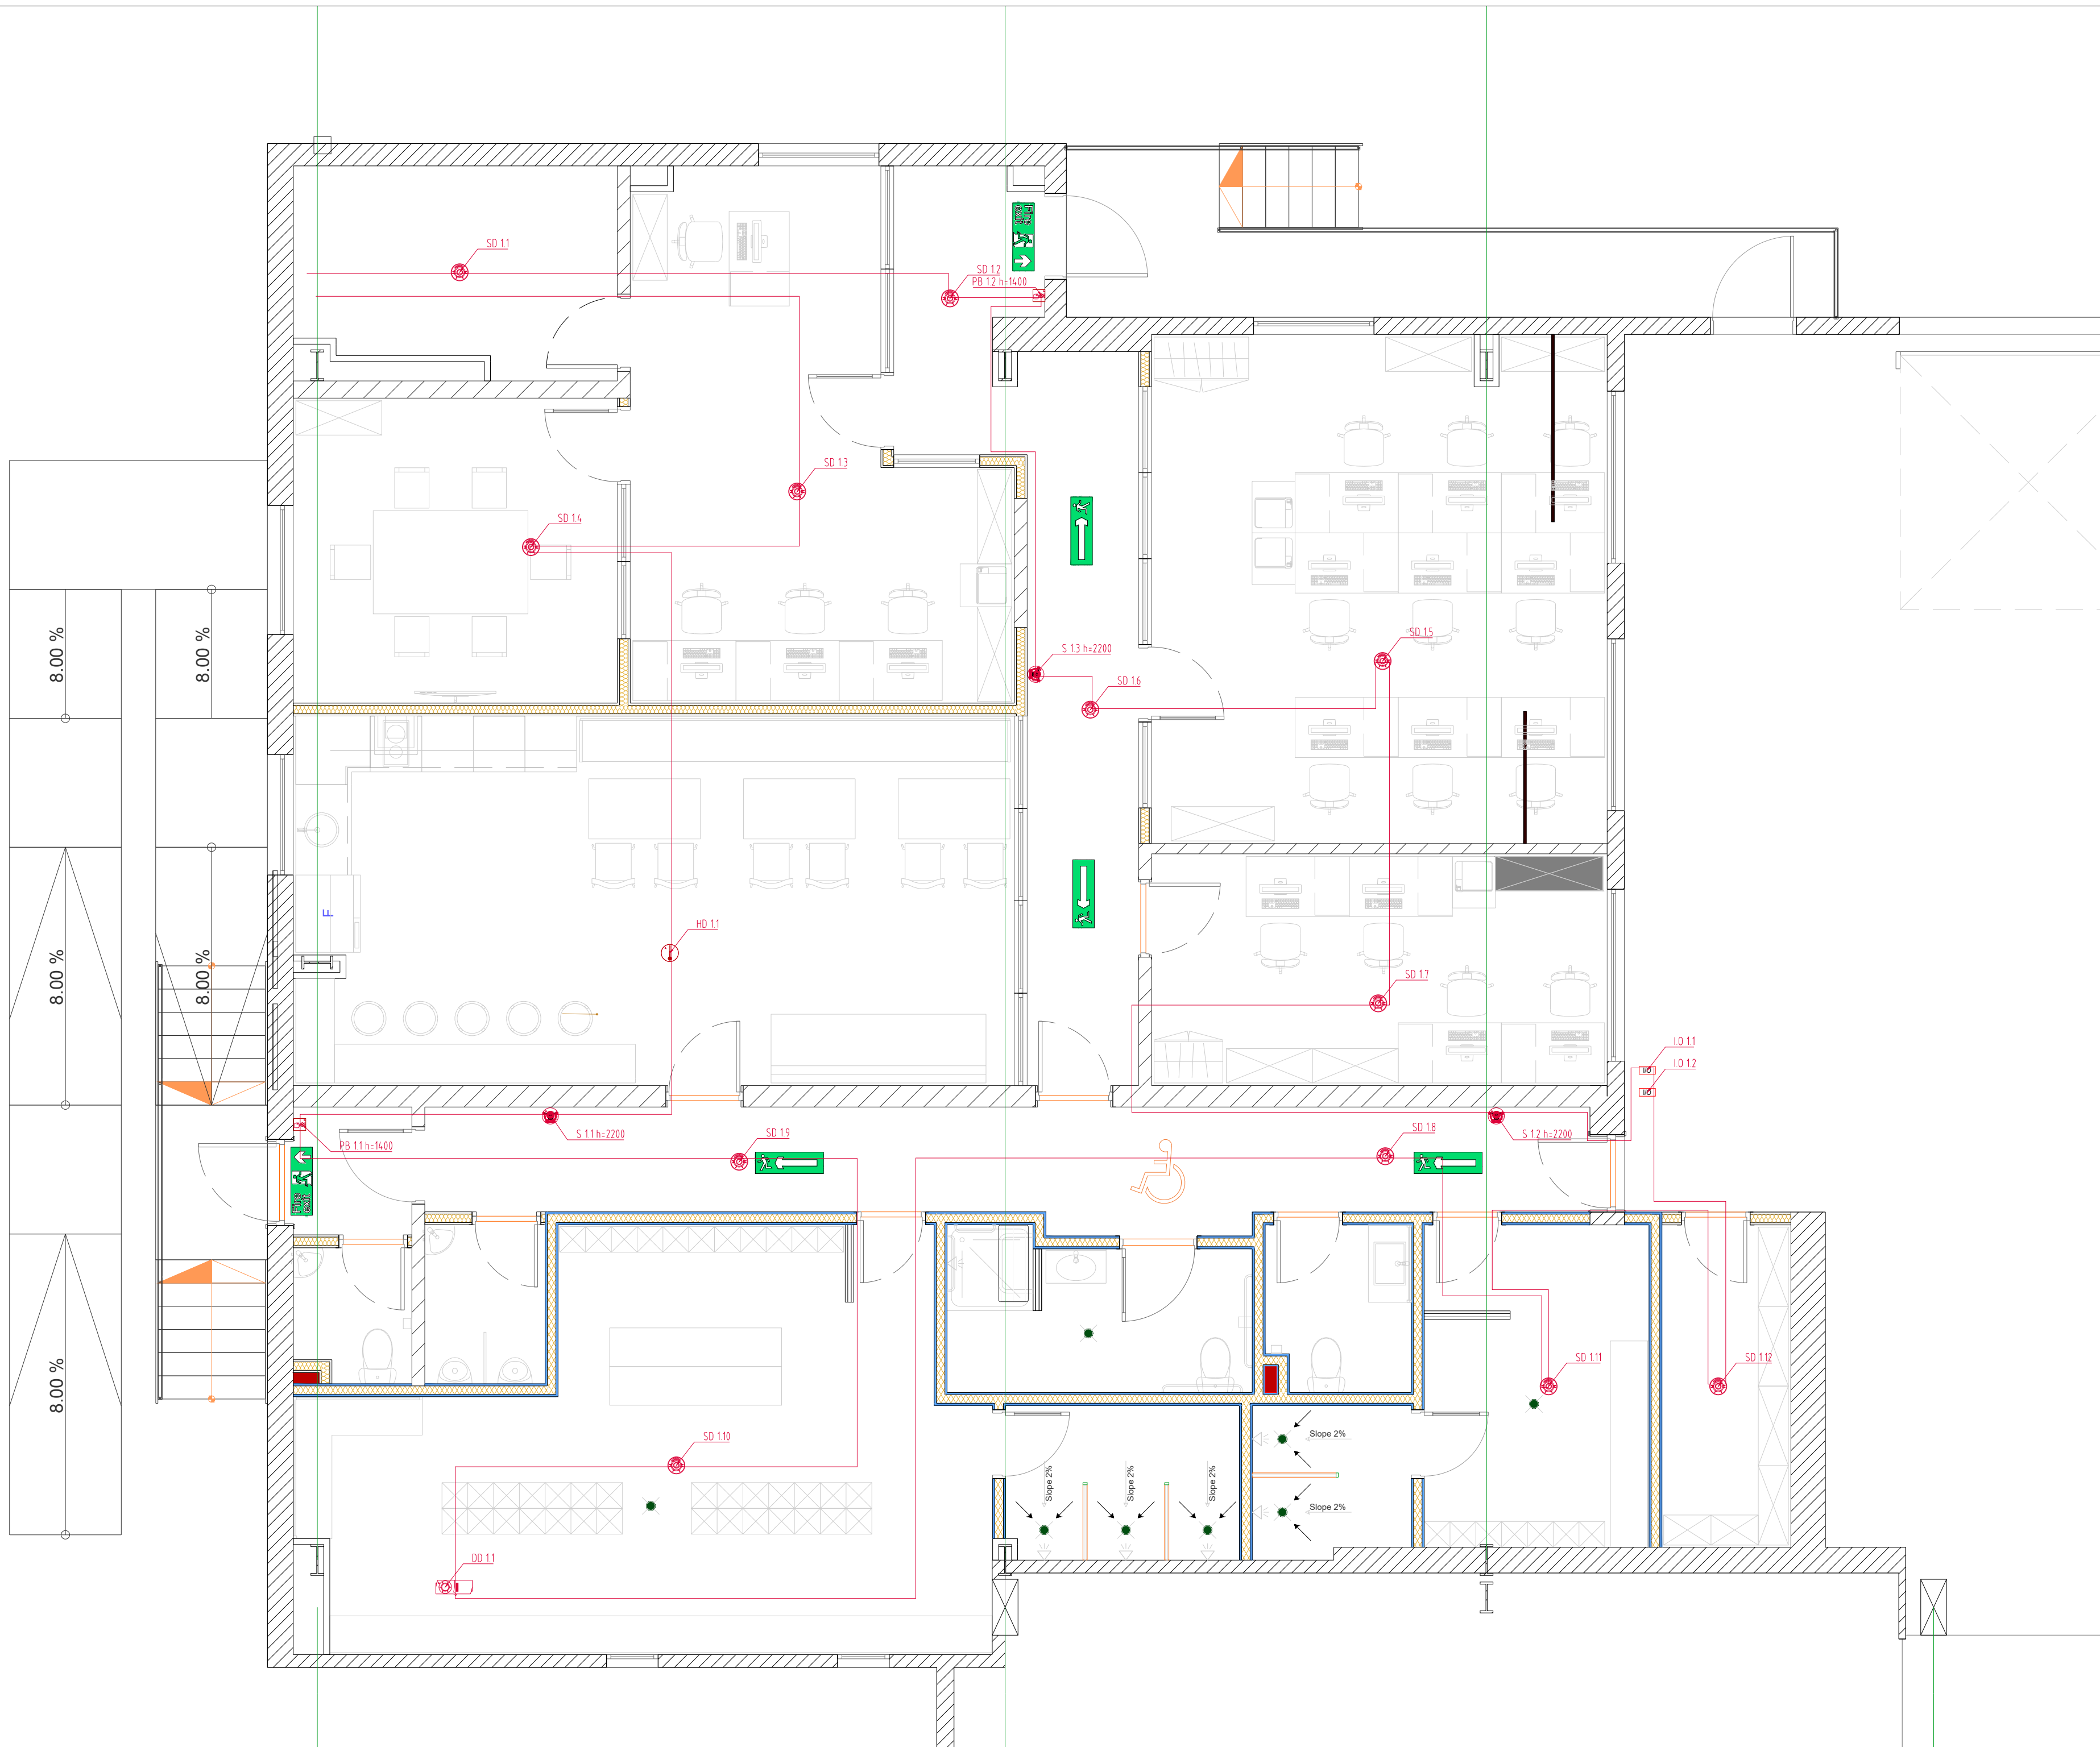 SD 1.1
SD 1.2
PB 1.2 h=1400
Fire
exit
SD 1.3
SD 1.4
8.00 %
8.00 %
SD 1.5
S 1.3 h=2200
SD 1.6
F.
HD 1.1
8.00 %
8.00 %
SD 1.7
I O 1.1
I/O
I O 1.2
I/O
S 1.1 h=2200
PB 1.1 h=1400
SD 1.9
SD 1.8
S 1.2 h=2200
Fire
exit
8.00 %
SD 1.11
SD 1.12
SD 1.10
Slope 2%
Slope 2%
Slope 2%
Slope 2%
Slope 2%
DD 1.1